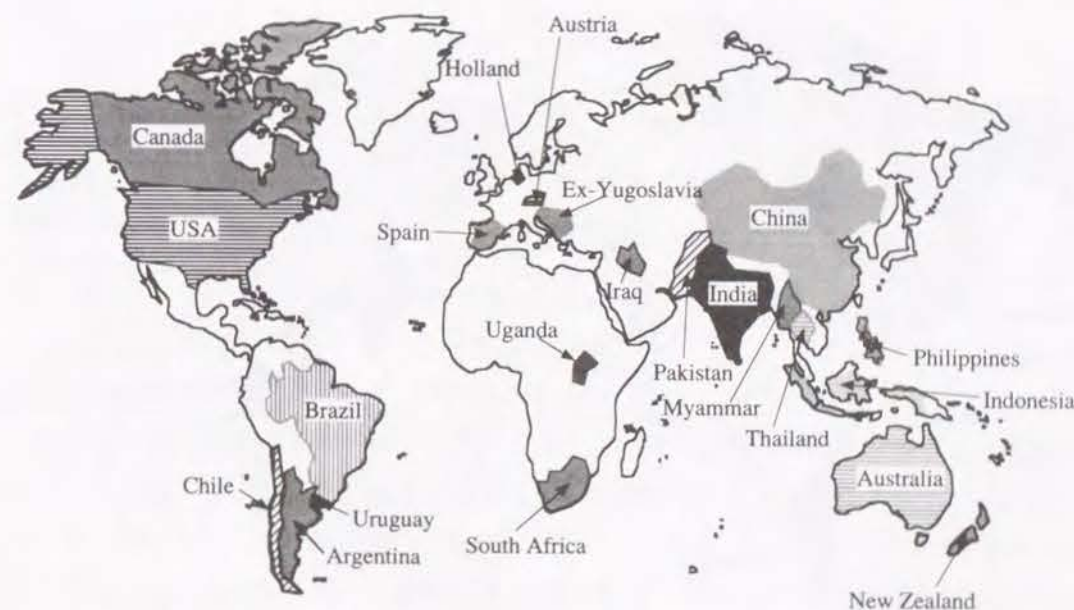 Austria
Holland
Canada
Ex-Yugoslavia
USA
Spain
China
Iraq
India
Uganda
Pakistan
Philippines
Brazil
Myammar
Indonesia
Thailand
Chile
Australia
Uruguay
South Africa
Argentina
New Zealand